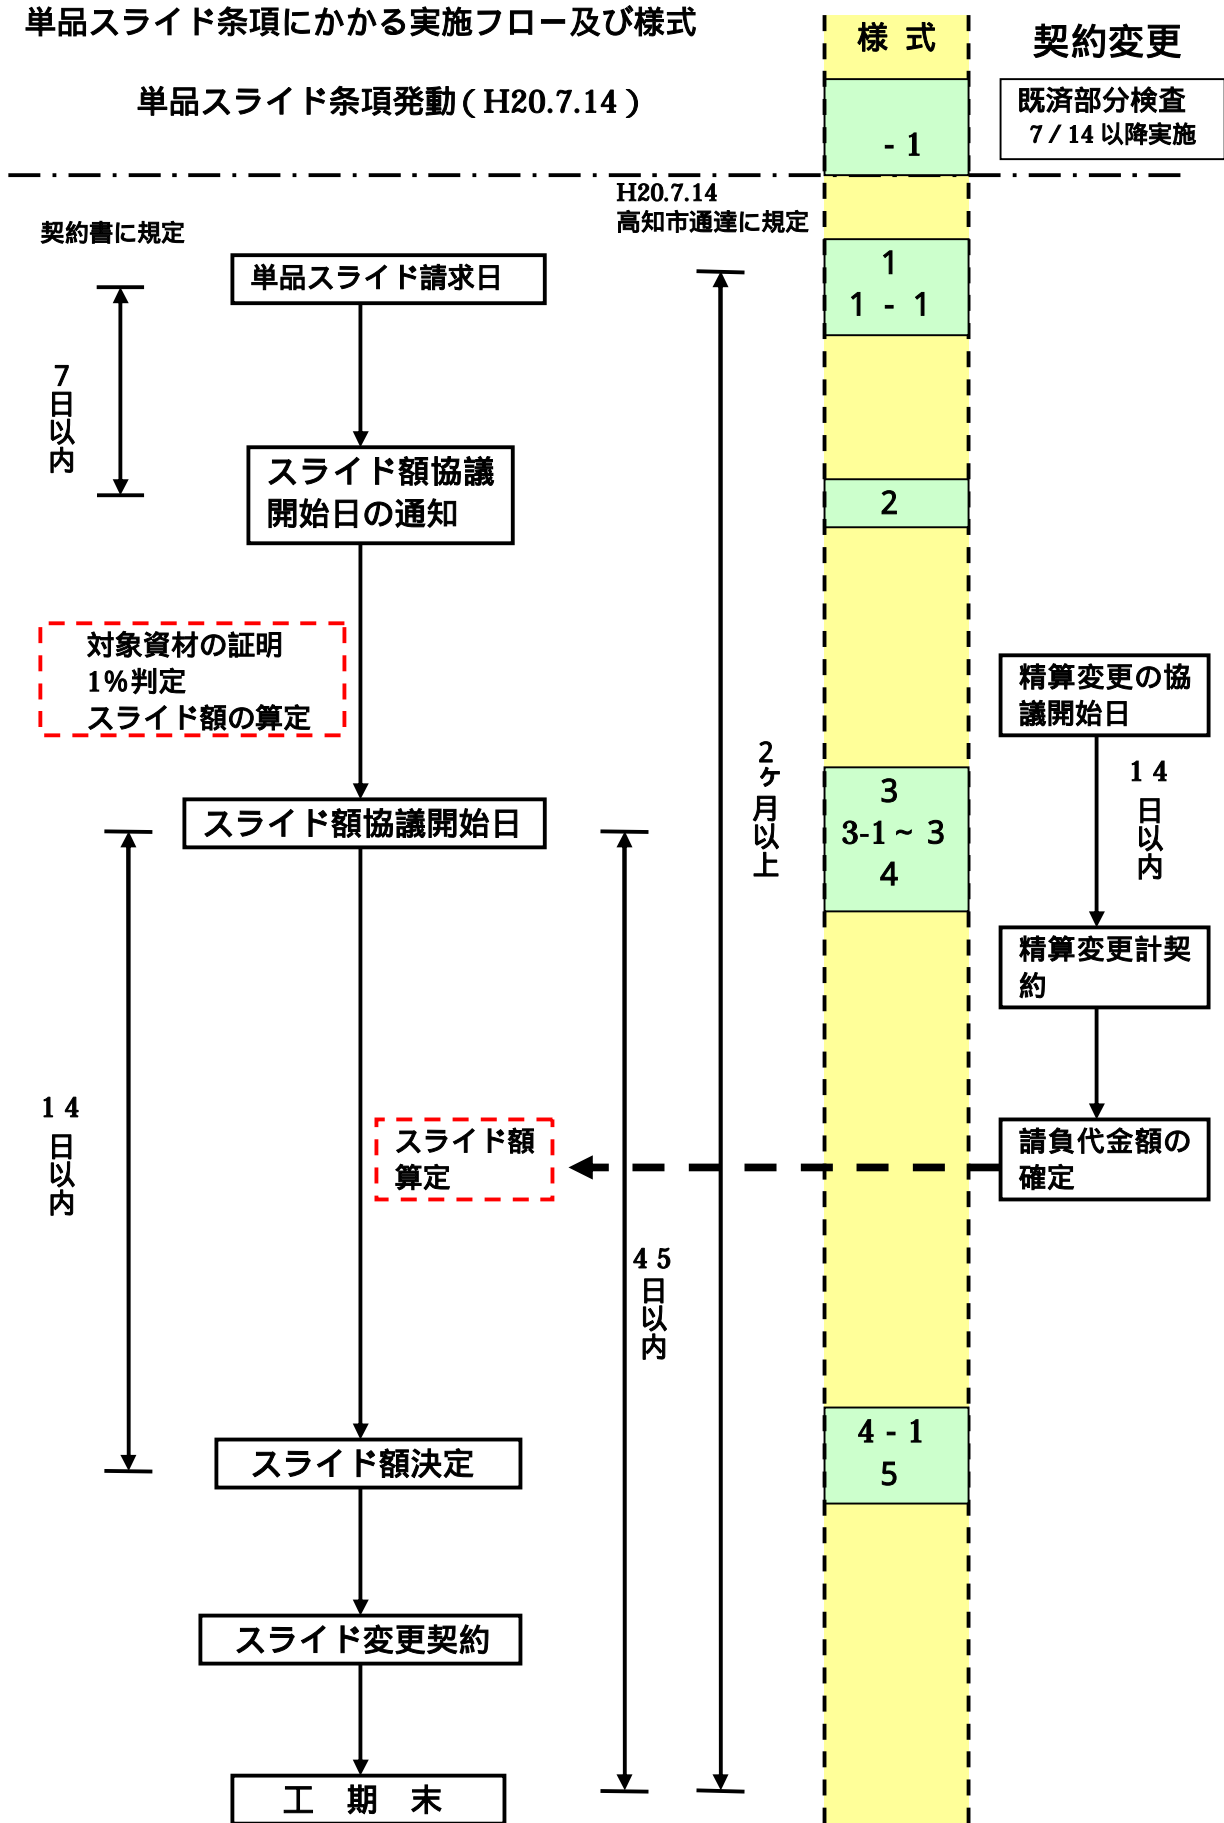 単品スライド条項にかかる実施フロー及び様式
様 式
契約変更
単品スライド条項発動(H20.7.14)
- 1
既済部分検査
7/14以降実施
H20.7.14
高知市通達に規定
契約書に規定
単品スライド請求日
1
1 - 1
7日以内
スライド額協議
開始日の通知
2
対象資材の証明
1%判定
スライド額の算定
精算変更の協
議開始日
2ヶ月以上
14日以内
スライド額協議開始日
3
3-1~3
4
精算変更計契
約
14日以内
スライド額
算定
請負代金額の
確定
45日以内
スライド額決定
4 - 1
5
スライド変更契約
工 期 末